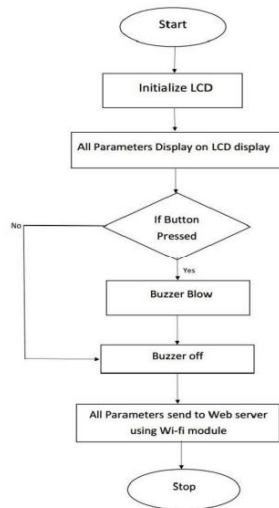 Start
Initialize LCD
All Parameters Display on LCD display
If Button
Pressed
No
Yes
Buzzer Blow
Buzzer off
All Parameters send to Web server
using Wi-fi module
Stop